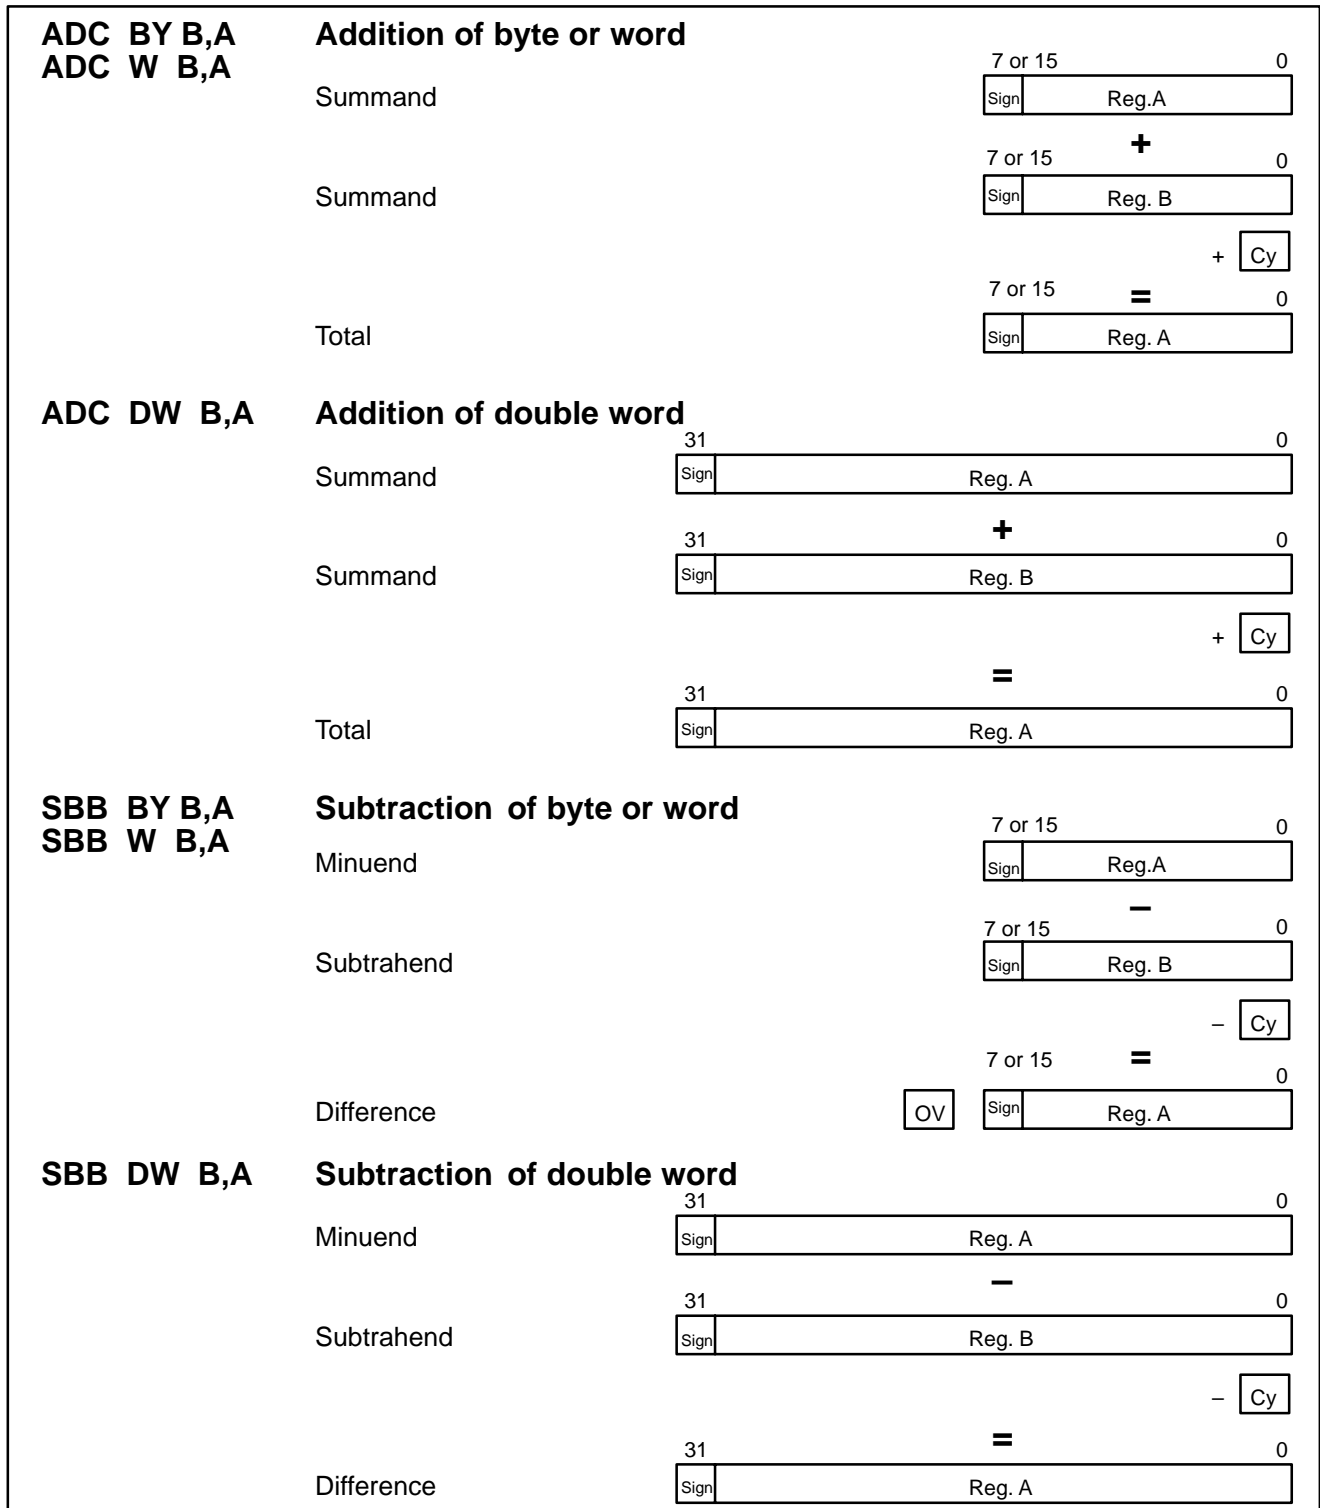 ADC BY B,A Addition of byte or word
ADC W B,A
7 or 15 0
Summand Sign Reg.A
+
7 or 15 0
Summand Sign Reg. B
+ Cy
7 or 15 = 0
Total Sign Reg. A
ADC DW B,A Addition of double word
31 0
Summand Sign Reg. A
+
31 0
Summand Sign Reg. B
+ Cy
=
31 0
Total Sign Reg. A
SBB BY B,A Subtraction of byte or word
SBB W B,A
7 or 15 0
Minuend Sign Reg.A
–
7 or 15 0
Subtrahend Sign Reg. B
– Cy
7 or 15 = 0
Difference OV Sign Reg. A
SBB DW B,A Subtraction of double word
31 0
Minuend Sign Reg. A
–
31 0
Subtrahend Sign Reg. B
– Cy
=
31 0
Difference Sign Reg. A